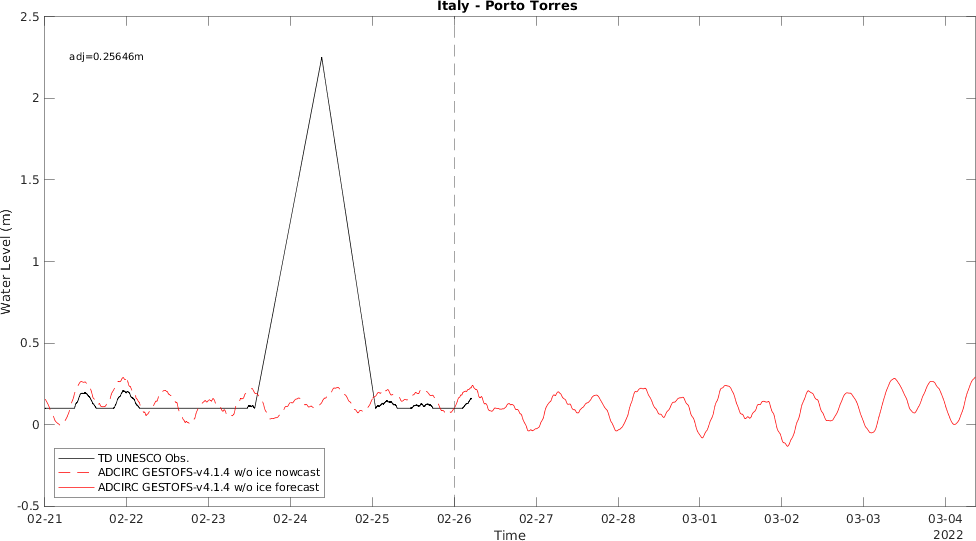 Italy - Porto Torres
2.5
adj=0.25646m
2
1.5
Water Level (m)
1
0.5
0
TD UNESCO Obs.
ADCIRC GESTOFS-v4.1.4 w/o ice nowcast
ADCIRC GESTOFS-v4.1.4 w/o ice forecast
-0.5
02-21 02-22 02-23 02-24 02-25 02-26 02-27 02-28 03-01 03-02 03-03 03-04
Time
2022